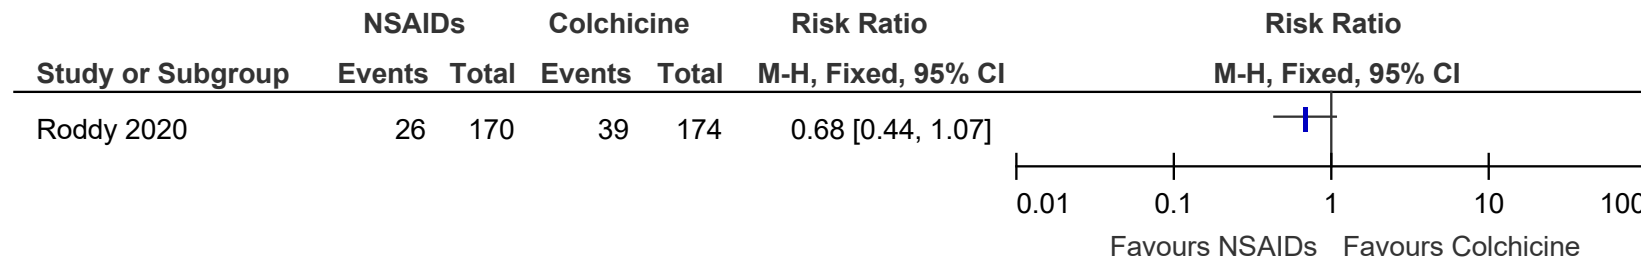 NSAIDs Colchicine Risk Ratio Risk Ratio
Study or Subgroup Events Total Events Total M-H, Fixed, 95% CI M-H, Fixed, 95% CI
Roddy 2020 26 170 39 174 0.68 [0.44, 1.07]
0.01 0.1 1 10 100
Favours NSAIDs Favours Colchicine